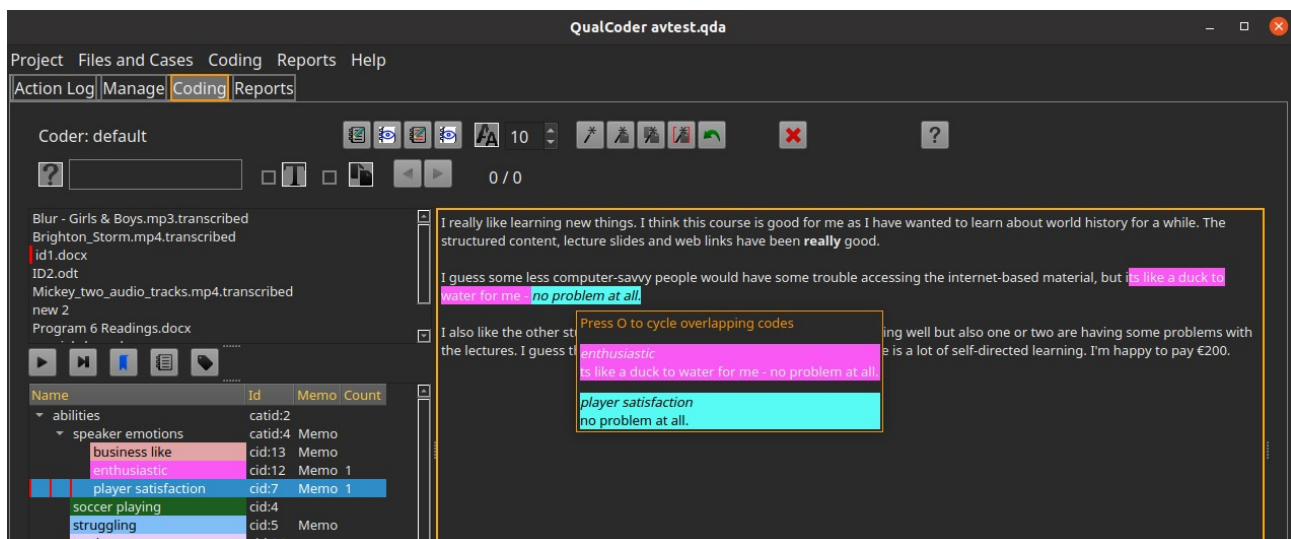 QualCoder avtest.qda
Project Files and Cases Coding Reports Help
Action Log Manage Coding Reports
Coder: default
10
?
?
0 / 0
Blur - Girls & Boys.mp3.transcribed
Brighton_Storm.mp4.transcribed
id1.docx
ID2.odt
Mickey_two_audio_tracks.mp4.transcribed
new 2
Program 6 Readings.docx
Name Id Memo Count
abilities catid:2
speaker emotions catid:4 Memo
business like cid:13 Memo
enthusiastic cid:12 Memo 1
player satisfaction cid:7 Memo 1
soccer playing cid:4
struggling cid:5 Memo
I really like learning new things. I think this course is good for me as I have wanted to learn about world history for a while. The
structured content, lecture slides and web links have been really good.
I guess some less computer-savvy people would have some trouble accessing the internet-based material, but its like a duck to
water for me - no problem at all.
I also like the other st ing well but also one or two are having some problems with
the lectures. I guess t e is a lot of self-directed learning. I'm happy to pay €200.
Press O to cycle overlapping codes
enthusiastic
ts like a duck to water for me - no problem at all.
player satisfaction
no problem at all.